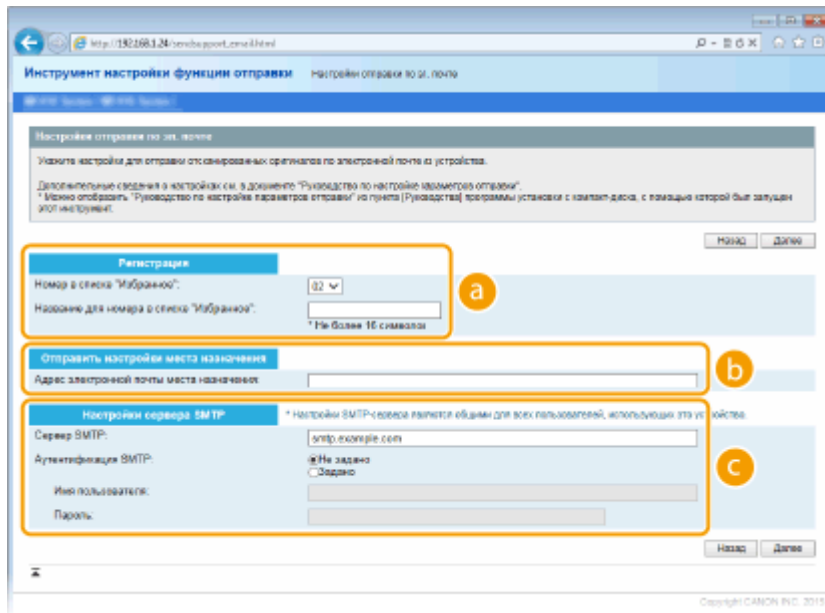 http://192.168.1.24/sendsupport_email.html
Инструмент настройки функции отправки Настройки отправки по эл. почте
Настройки отправки по эл. почте
Укажите настройки для отправки отсканированных оригиналов по электронной почте из устройства.
Дополнительные сведения о настройках см. в документе "Руководство по настройке параметров отправки".
* Можно отобразить "Руководство по настройке параметров отправки" из пункта [Руководства] программы установки с компакт-диска, с помощью которой был запущен
этот инструмент.
Назад Далее
Регистрация
Номер в списке "Избранное": 02
Название для номера в списке "Избранное":
* Не более 16 символов
a
Отправить настройки места назначения
Адрес электронной почты места назначения:
b
Настройки сервера SMTP * Настройки SMTP-сервера являются общими для всех пользователей, использующих это устройство.
Сервер SMTP: smtp.example.com
Аутентификация SMTP: Не задано
Задано
c
Имя пользователя:
Пароль:
Назад Далее
Copyright CANON INC. 2015